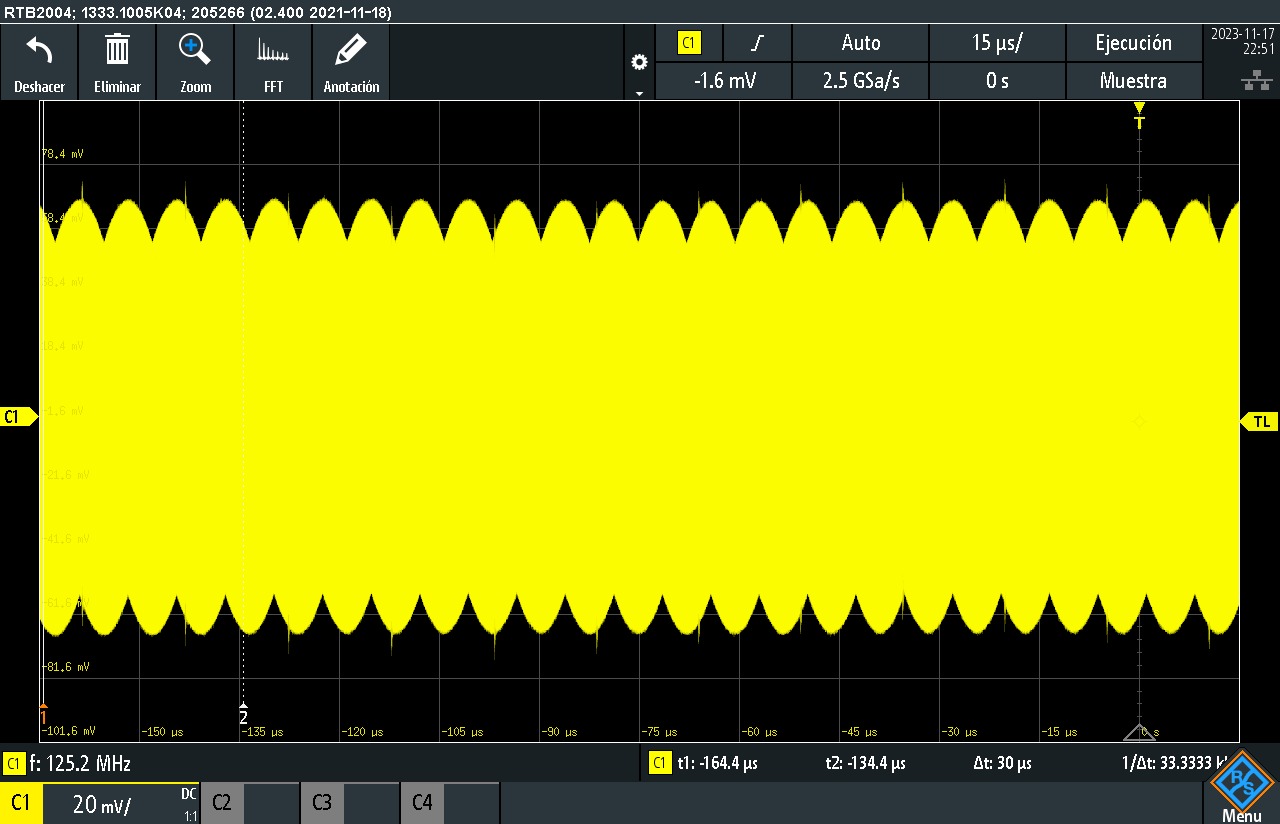 RTB2004; 1333.1005K04; 205266 (02.400 2021-11-18)
Deshacer
Eliminar
Zoom
FFT
Anotación
C1
Auto
15 µs/
Ejecución
2023-11-17
22:51
-1.6 mV
2.5 GSa/s
0 s
Muestra
T
78.4 mV
58.4 mV
38.4 mV
18.4 mV
-1.6 mV
C1
TL
-21.6 mV
-41.6 mV
-61.6 mV
-81.6 mV
1
2
-101.6 mV
-150 µs
-135 µs
-120 µs
-105 µs
-90 µs
-75 µs
-60 µs
-45 µs
-30 µs
-15 µs
0 s
C1 f: 125.2 MHz
C1 t1: -164.4 µs t2: -134.4 µs Δt: 30 µs 1/Δt: 33.3333
C1 20 mV/ DC 1:1
C2
C3
C4
R&S
Menu